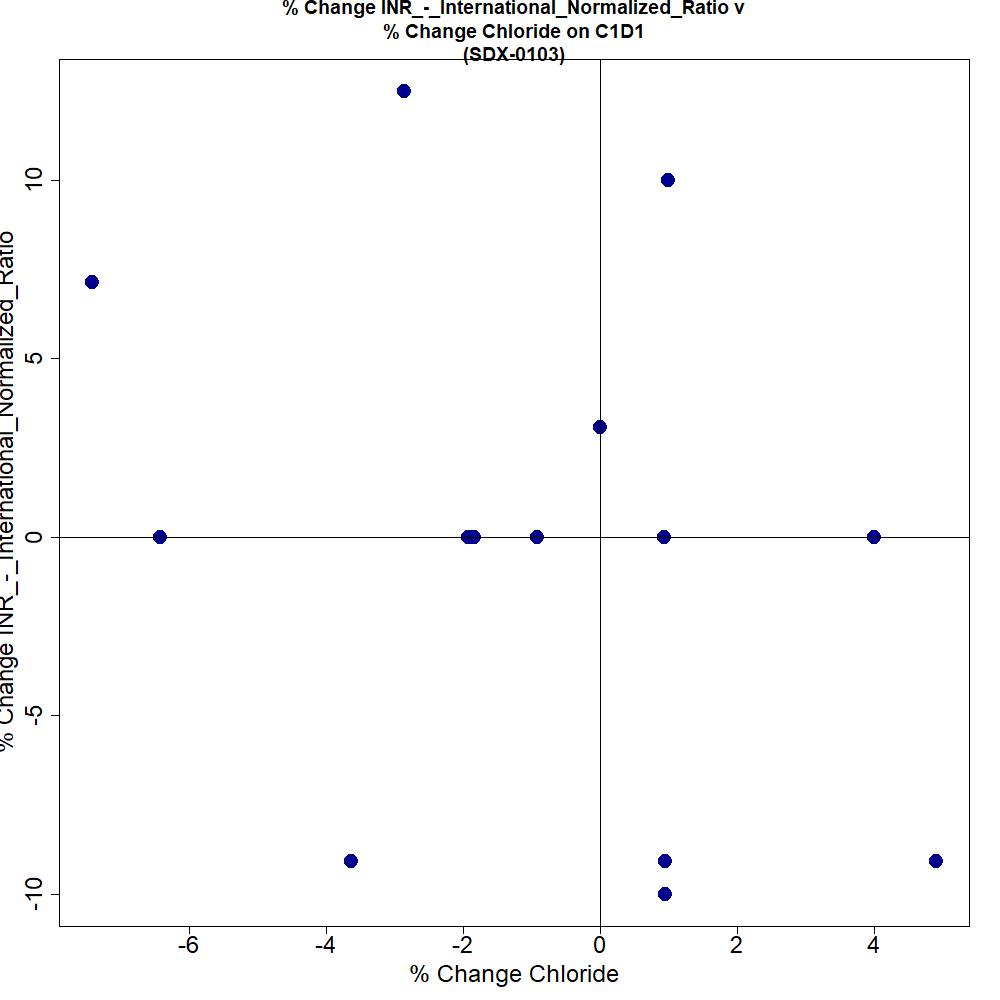 % Change INR_-_International_Normalized_Ratio v
% Change Chloride on C1D1
(SDX-0103)
% Change INR_-_International_Normalized_Ratio
10
5
0
-5
-10
-6
-4
-2
0
2
4
% Change Chloride